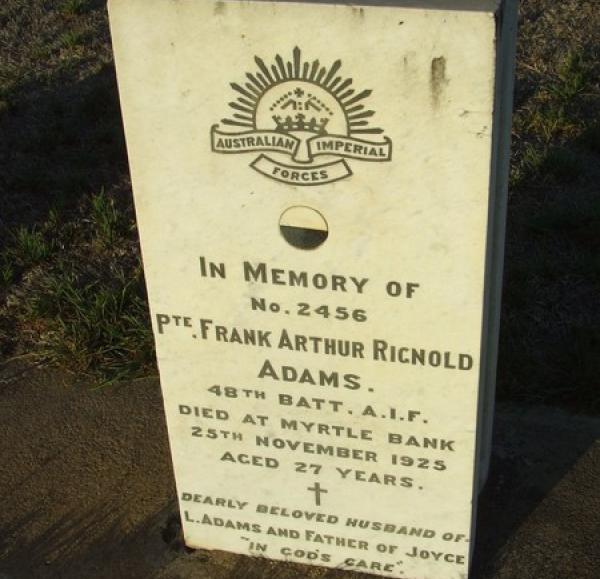 AUSTRALIAN IMPERIAL
FORCES
IN MEMORY OF
No. 2456
PTE. FRANK ARTHUR RIGNOLD
ADAMS.
48TH BATT. A.I.F.
DIED AT MYRTLE BANK
25TH NOVEMBER 1925
AGED 27 YEARS.
DEARLY BELOVED HUSBAND OF
L. ADAMS AND FATHER OF JOYCE
"IN GOD'S CARE".